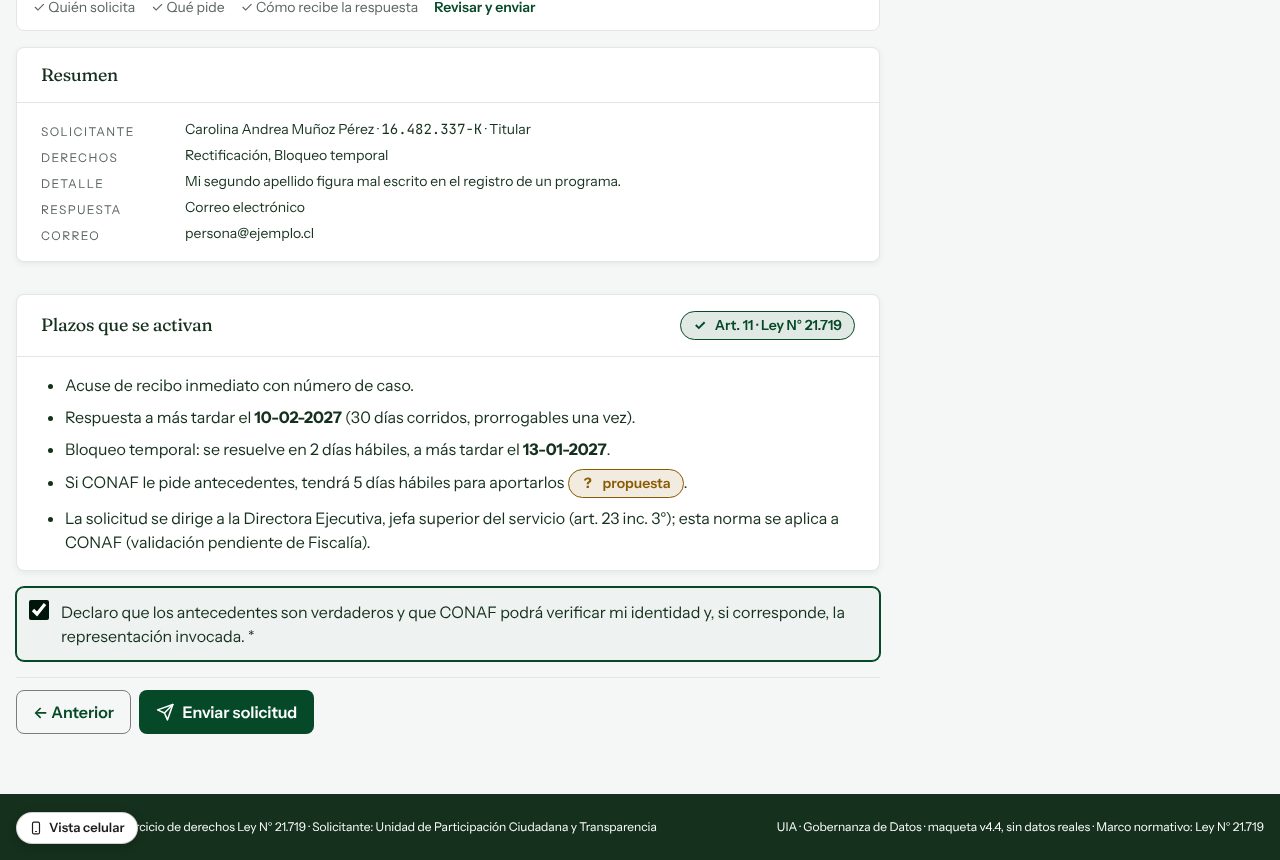 ✓ Quién solicita ✓ Qué pide ✓ Cómo recibe la respuesta Revisar y enviar
Resumen
SOLICITANTE Carolina Andrea Muñoz Pérez · 16.482.337-K · Titular
DERECHOS Rectificación, Bloqueo temporal
DETALLE Mi segundo apellido figura mal escrito en el registro de un programa.
RESPUESTA Correo electrónico
CORREO persona@ejemplo.cl
Plazos que se activan ✓ Art. 11 · Ley N° 21.719
• Acuse de recibo inmediato con número de caso.
• Respuesta a más tardar el 10-02-2027 (30 días corridos, prorrogables una vez).
• Bloqueo temporal: se resuelve en 2 días hábiles, a más tardar el 13-01-2027.
• Si CONAF le pide antecedentes, tendrá 5 días hábiles para aportarlos ? propuesta.
• La solicitud se dirige a la Directora Ejecutiva, jefa superior del servicio (art. 23 inc. 3°); esta norma se aplica a
CONAF (validación pendiente de Fiscalía).
Declaro que los antecedentes son verdaderos y que CONAF podrá verificar mi identidad y, si corresponde, la
representación invocada. *
← Anterior Enviar solicitud
Vista celular rcicio de derechos Ley N° 21.719 · Solicitante: Unidad de Participación Ciudadana y Transparencia UIA · Gobernanza de Datos · maqueta v4.4, sin datos reales · Marco normativo: Ley N° 21.719